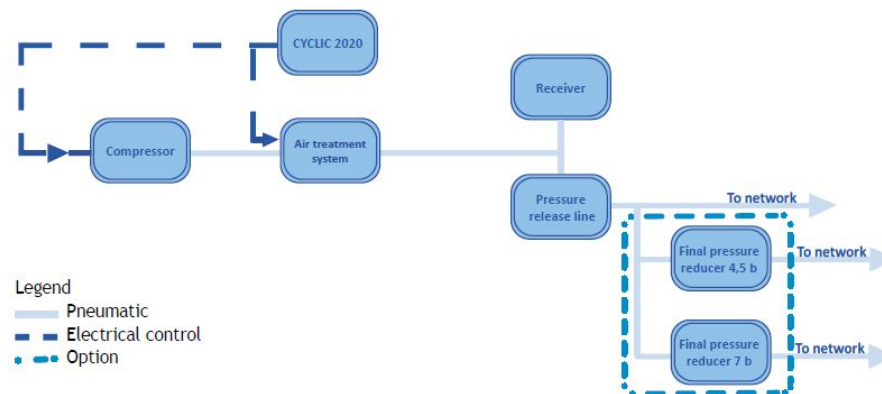 CYCLIC 2020
Receiver
Compressor
Air treatment
system
Pressure
release line
To network
Final pressure
reducer 4,5 b
To network
Final pressure
reducer 7 b
To network
Legend
Pneumatic
Electrical control
Option